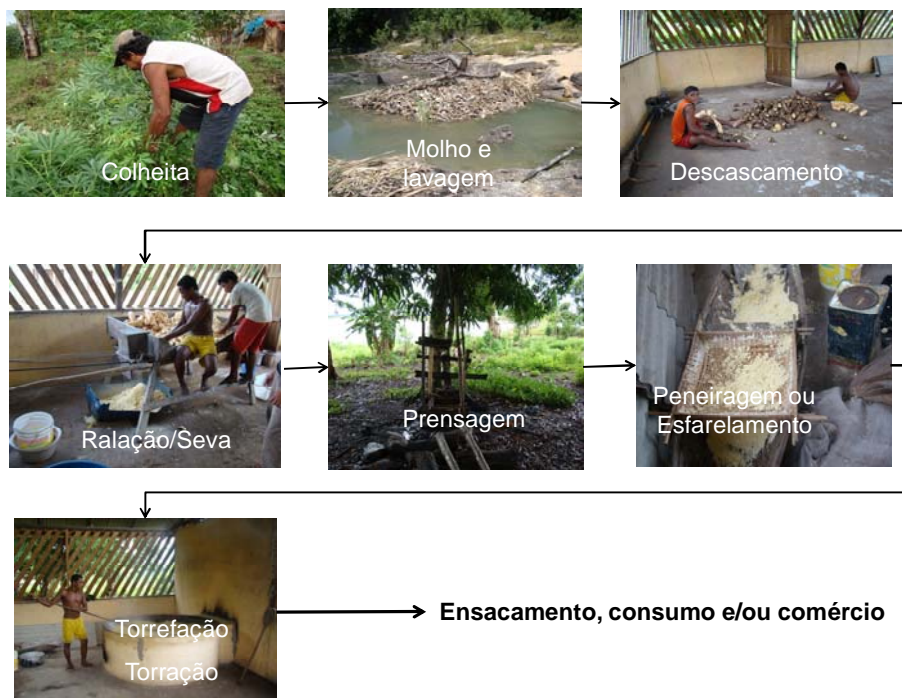 Colheita
Molho e
lavagem
Descascamento
Ralação/Seva
Prensagem
Peneiragem ou
Esfarelamento
Torrefação
Torração
Ensacamento, consumo e/ou comércio